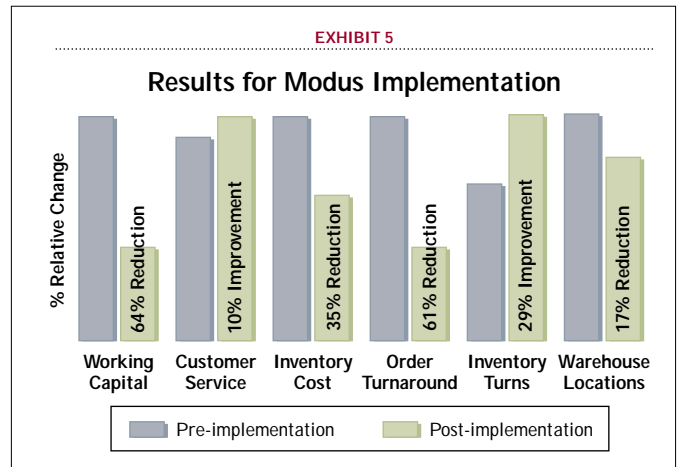 EXHIBIT 5
Results for Modus Implementation
% Relative Change
64% Reduction
10% Improvement
35% Reduction
61% Reduction
29% Improvement
17% Reduction
Working Capital
Customer Service
Inventory Cost
Order Turnaround
Inventory Turns
Warehouse Locations
Pre-implementation
Post-implementation